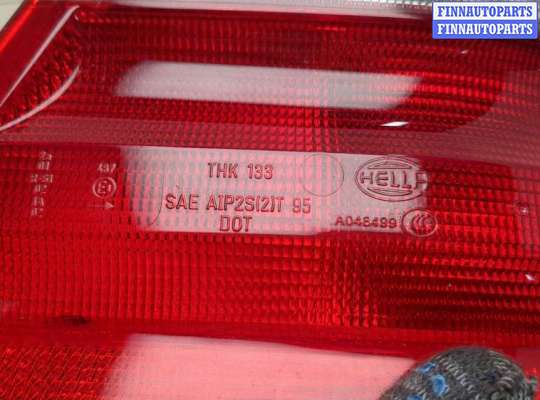 FINNAUTOPARTS
FINNAUTOPARTS
THK 133
HELLA
SAE AIP2S(2)T 95
DOT
A046499